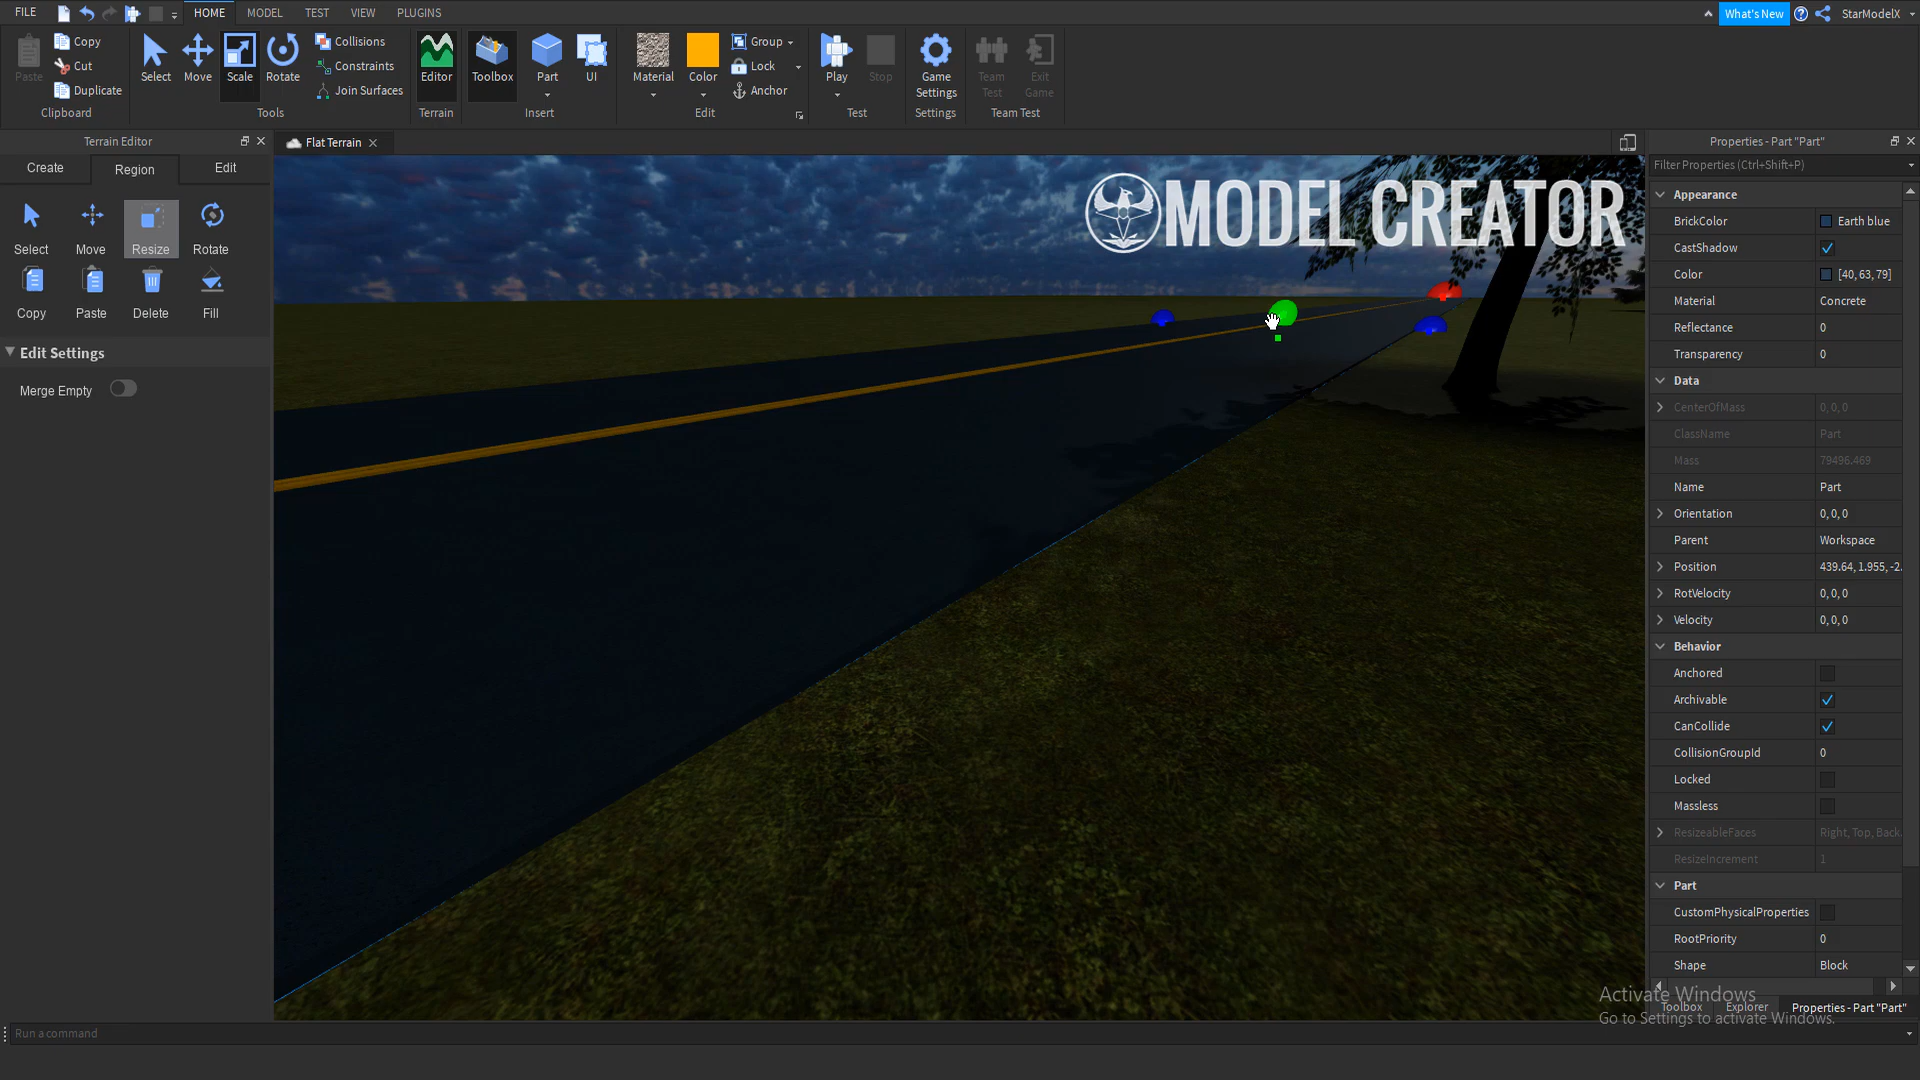 FILE
HOME
MODEL
TEST
VIEW
PLUGINS
What's New
StarModelX
Paste
Copy
Cut
Duplicate
Clipboard
Select
Move
Scale
Rotate
Collisions
Constraints
Join Surfaces
Tools
Editor
Terrain
Toolbox
Part
UI
Insert
Material
Color
Group
Lock
Anchor
Edit
Play
Stop
Test
Game
Settings
Settings
Team
Test
Exit
Game
Team Test
Terrain Editor
Create
Region
Edit
Select
Move
Resize
Rotate
Copy
Paste
Delete
Fill
Edit Settings
Merge Empty
Flat Terrain
MODEL CREATOR
Properties - Part "Part"
Filter Properties (Ctrl+Shift+P)
Appearance
BrickColor Earth blue
CastShadow
Color [40, 63, 79]
Material Concrete
Reflectance 0
Transparency 0
Data
CenterOfMass 0, 0, 0
ClassName Part
Mass 79496.469
Name Part
Orientation 0, 0, 0
Parent Workspace
Position 439.64, 1.955, -2.
RotVelocity 0, 0, 0
Velocity 0, 0, 0
Behavior
Anchored
Archivable
CanCollide
CollisionGroupId 0
Locked
Massless
ResizeableFaces Right, Top, Back.
ResizeIncrement 1
Part
CustomPhysicalProperties
RootPriority 0
Shape Block
Activate Windows
Go to Settings to activate Windows.
Toolbox
Explorer
Properties - Part "Part"
Run a command